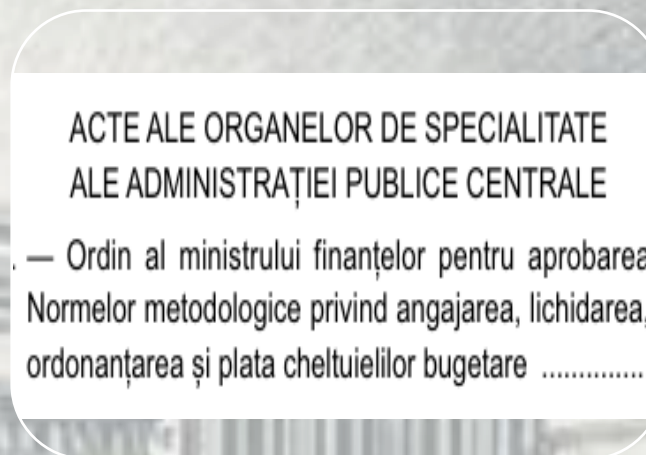 ACTE ALE ORGANELOR DE SPECIALITATE
ALE ADMINISTRAȚIEI PUBLICE CENTRALE
. — Ordin al ministrului finanțelor pentru aprobarea
Normelor metodologice privind angajarea, lichidarea,
ordonanțarea și plata cheltuielilor bugetare ..............